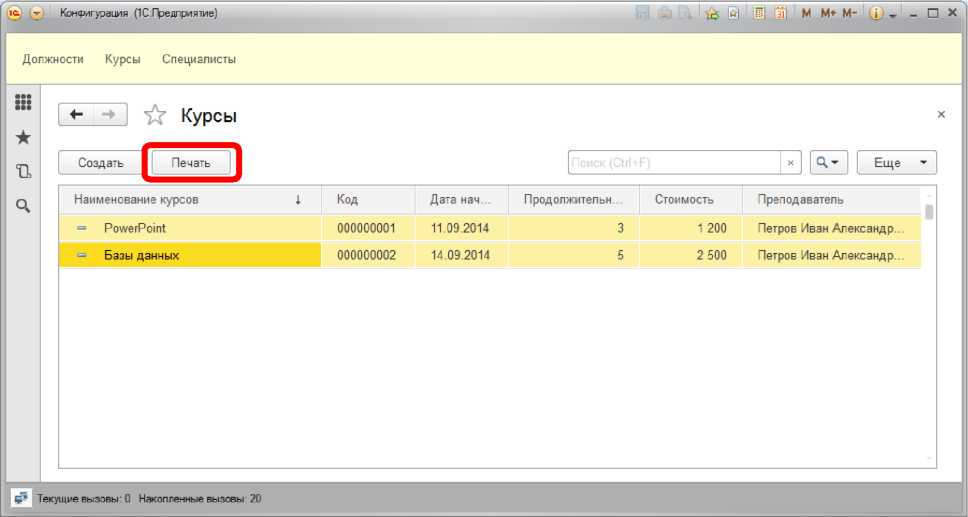 1С Конфигурация (1С:Предприятие) 31 M M+ M-
Должности Курсы Специалисты
Курсы
Создать Печать Поиск (Ctrl+F) × Еще
Наименование курсов ↓ Код Дата нач... Продолжительн... Стоимость Преподаватель
PowerPoint 000000001 11.09.2014 3 1 200 Петров Иван Александр...
Базы данных 000000002 14.09.2014 5 2 500 Петров Иван Александр...
Текущие вызовы: 0 Накопленные вызовы: 20